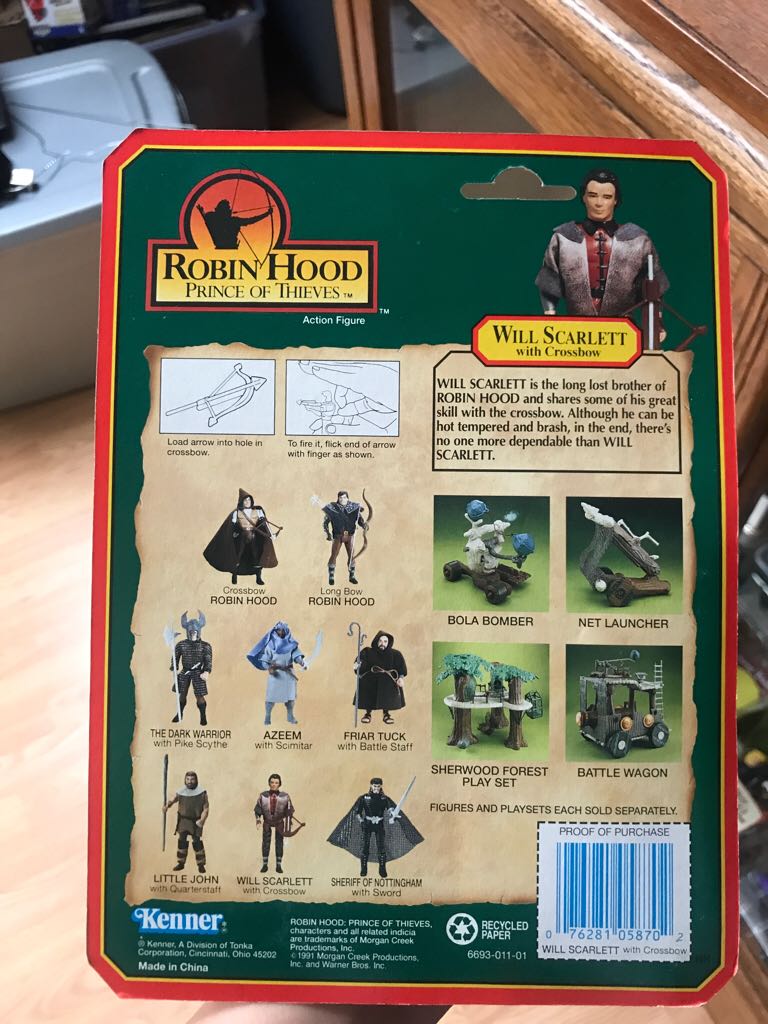 ROBIN HOOD
PRINCE OF THIEVES™
™
Action Figure
WILL SCARLETT
with Crossbow
WILL SCARLETT is the long lost brother of
ROBIN HOOD and shares some of his great
skill with the crossbow. Although he can be
hot tempered and brash, in the end, there's
no one more dependable than WILL
SCARLETT.
Load arrow into hole in
crossbow.
To fire it, flick end of arrow
with finger as shown.
Crossbow
ROBIN HOOD
Long Bow
ROBIN HOOD
BOLA BOMBER
NET LAUNCHER
THE DARK WARRIOR
with Pike Scythe
AZEEM
with Scimitar
FRIAR TUCK
with Battle Staff
SHERWOOD FOREST
PLAY SET
BATTLE WAGON
FIGURES AND PLAYSETS EACH SOLD SEPARATELY.
LITTLE JOHN
with Quarterstaff
WILL SCARLETT
with Crossbow
SHERIFF OF NOTTINGHAM
with Sword
PROOF OF PURCHASE
0 76281 05870 2
WILL SCARLETT with Crossbow
Kenner®
® Kenner, A Division of Tonka
Corporation, Cincinnati, Ohio 45202
Made in China
ROBIN HOOD: PRINCE OF THIEVES,
characters and all related indicia
are trademarks of Morgan Creek
Productions, Inc.
©1991 Morgan Creek Productions,
Inc. and Warner Bros. Inc.
RECYCLED
PAPER
6693-011-01